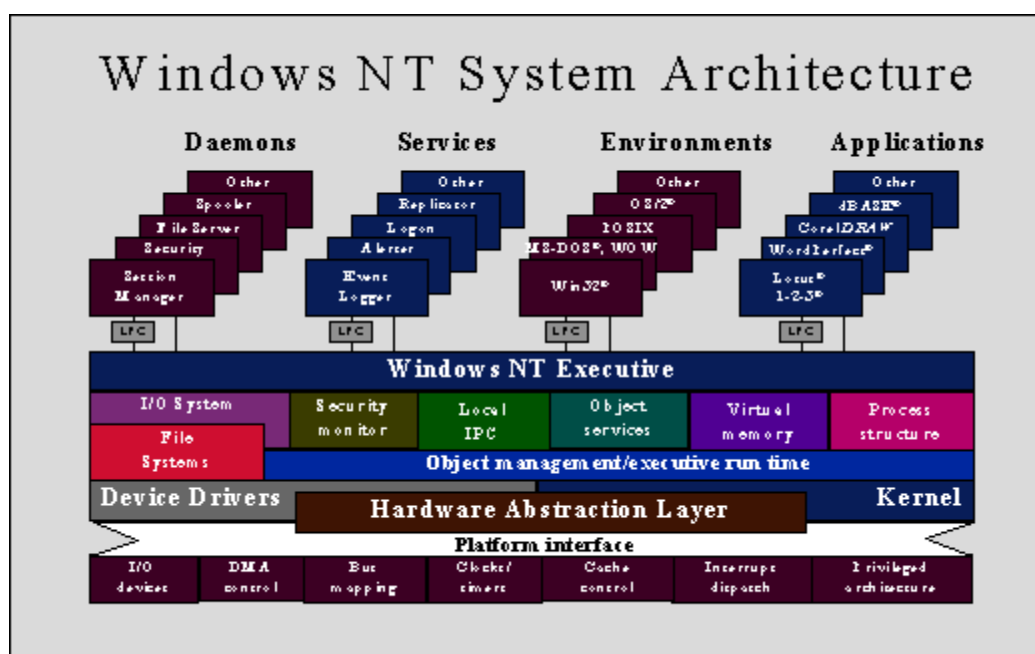 Windows NT System Architecture
Daemons Services Environments Applications
Other Other Other Other
Spooler Replicator OS/2® dBASE®
File Server Logon POSIX CorelDRAW
Security Alerter MS-DOS®, WOW WordPerfect®
Session Event Win32® Lotus®
Manager Logger 1-2-3®
LPC LPC LPC LPC
Windows NT Executive
I/O System Security Local Object Virtual Process
monitor IPC services memory structure
File
Systems Object management/executive run time
Device Drivers Kernel
Hardware Abstraction Layer
Platform interface
I/O DMA Bus Clocks/ Cache Interrupt Privileged
devices control mapping timers control dispatch architecture